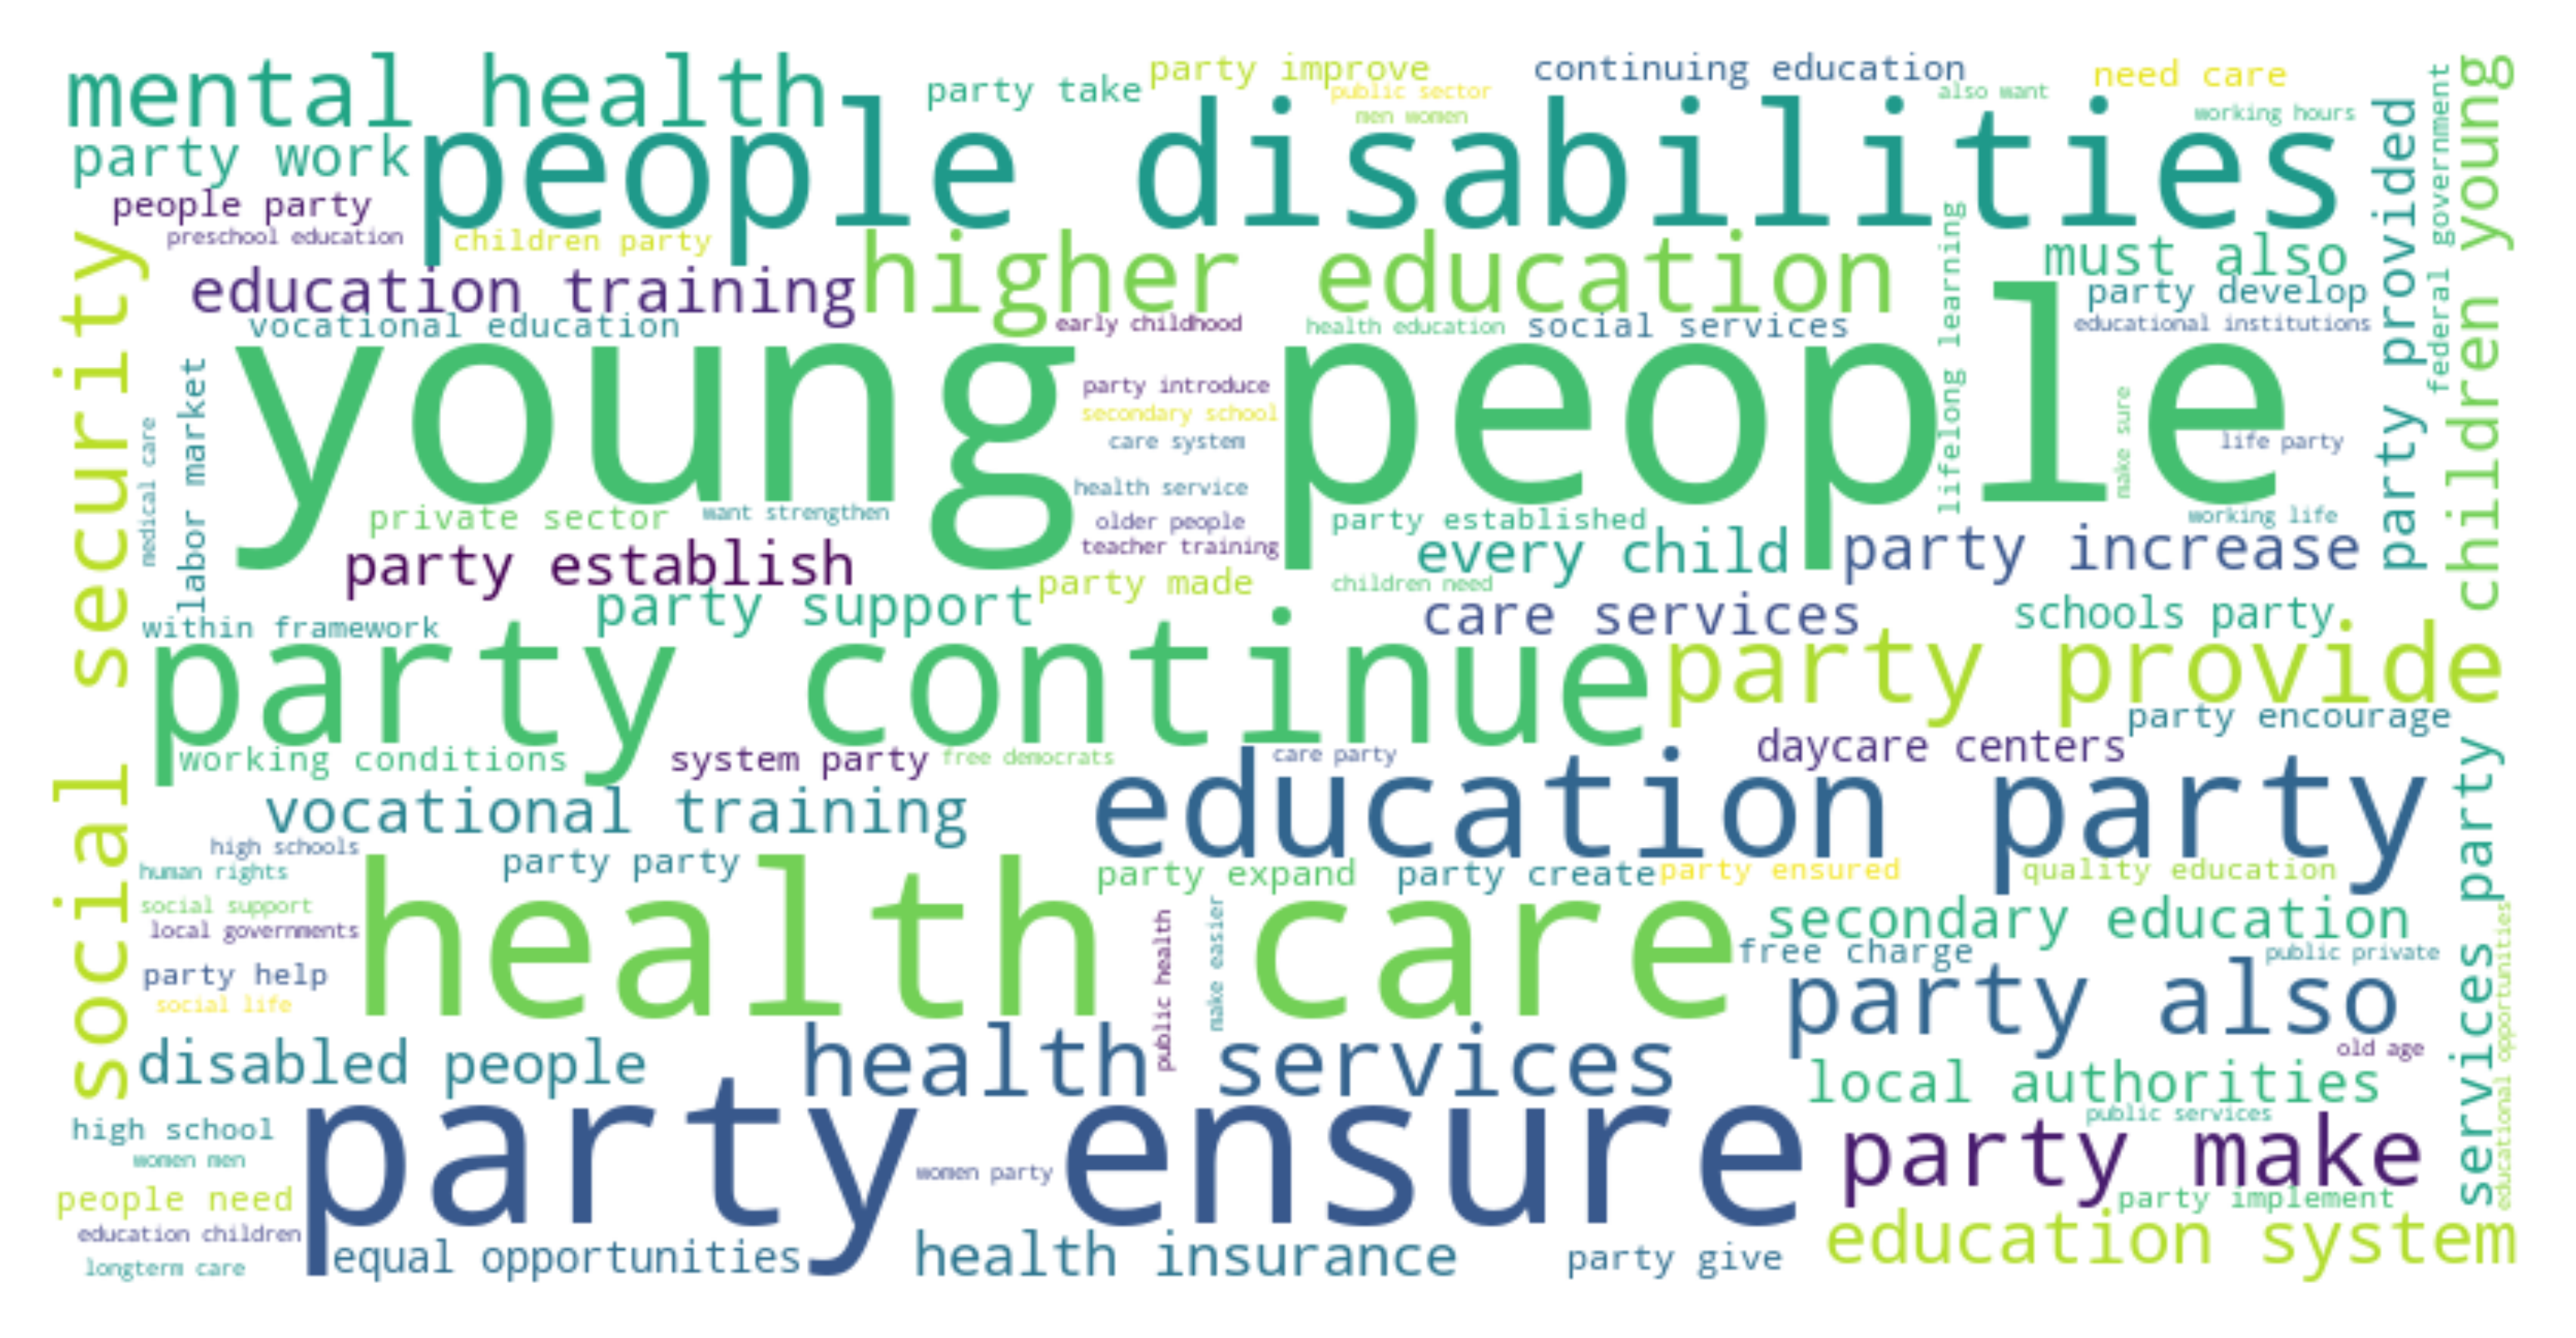 mental health
party take
party improve
public sector
men women
continuing education
also want
need care
working hours
party work
people disabilities
people party
preschool education
children party
higher education
must also
education training
party develop
educational institutions
vocational education
early childhood
health education
social services
young people
party introduce
secondary school
care system
life party
health service
private sector
want strengthen
older people
teacher training
party established
working life
party establish
every child
party increase
party made
children need
party support
care services
schools party
within framework
party continue
party provide
party encourage
working conditions
system party
free democrats
care party
daycare centers
education party
vocational training
high schools
party party
human rights
party expand
party create
party ensured
quality education
health care
social support
local governments
secondary education
free charge
public private
party help
social life
party also
disabled people
health services
old age
local authorities
public services
high school
party ensure
women men
women party
party make
people need
party implement
education children
equal opportunities
health insurance
party give
education system
longterm care
social security
medical care
labor market
lifelong learning
make sure
party provided
federal government
children young
public health
make easier
services party
educational opportunities